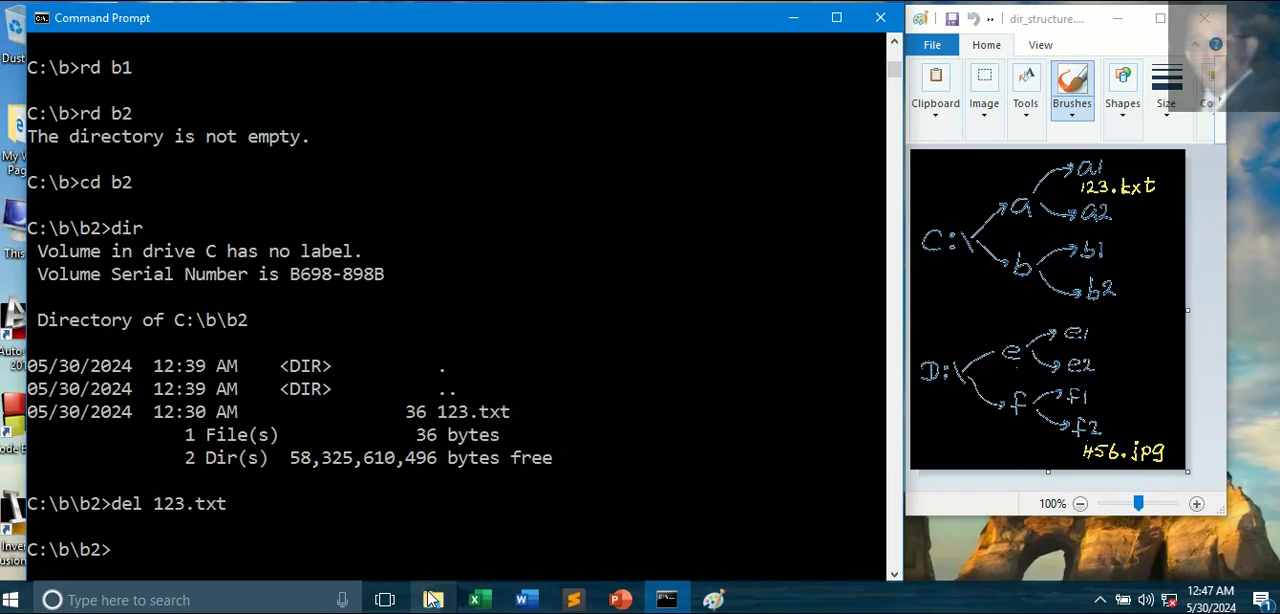 Command Prompt
C:\b>rd b1
C:\b>rd b2
The directory is not empty.
C:\b>cd b2
C:\b\b2>dir
 Volume in drive C has no label.
 Volume Serial Number is B698-898B
 Directory of C:\b\b2
05/30/2024  12:39 AM    <DIR>          .
05/30/2024  12:39 AM    <DIR>          ..
05/30/2024  12:30 AM                36 123.txt
               1 File(s)             36 bytes
               2 Dir(s)  58,325,610,496 bytes free
C:\b\b2>del 123.txt
C:\b\b2>
dir_structure....
File Home View
Clipboard Image Tools Brushes Shapes Size
a1
123.txt
a
a2
C:\
b1
b
b2
e1
e
e2
D:\
f1
f
f2
456.jpg
100%
Dust
My W
Pag
This
Auto
Type here to search
12:47 AM
5/30/2024